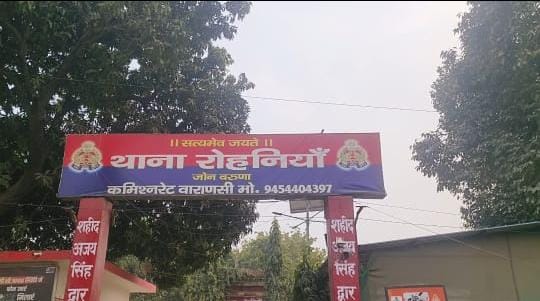 ।। सत्यमेव जयते ।।
थाना रोहनियाँ
जोन वरुणा
कमिश्नरेट वाराणसी मो. 9454404397
शहीद
अजय
सिंह
द्वार
शहीद
अजय
सिंह
द्वार